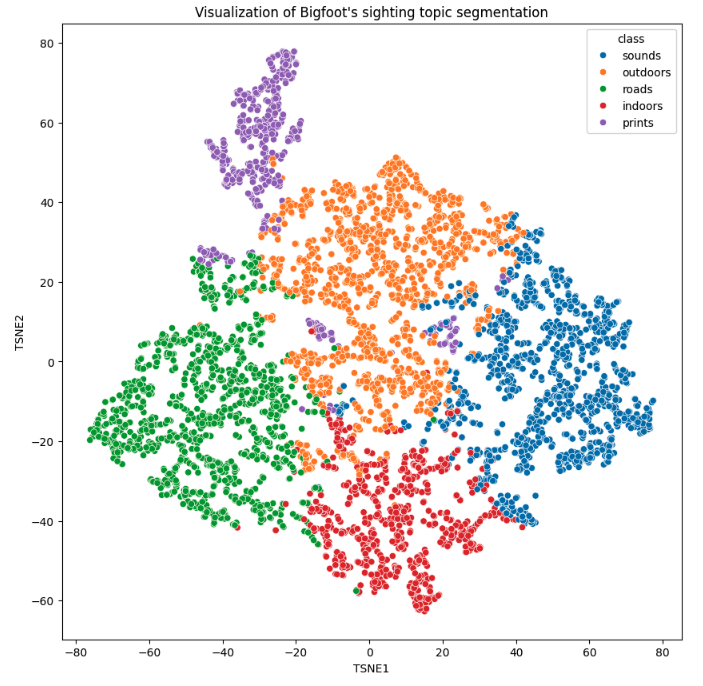 Visualization of Bigfoot's sighting topic segmentation
class
sounds
outdoors
roads
indoors
prints
80
60
40
20
0
−20
−40
−60
TSNE2
−80 −60 −40 −20 0 20 40 60 80
TSNE1